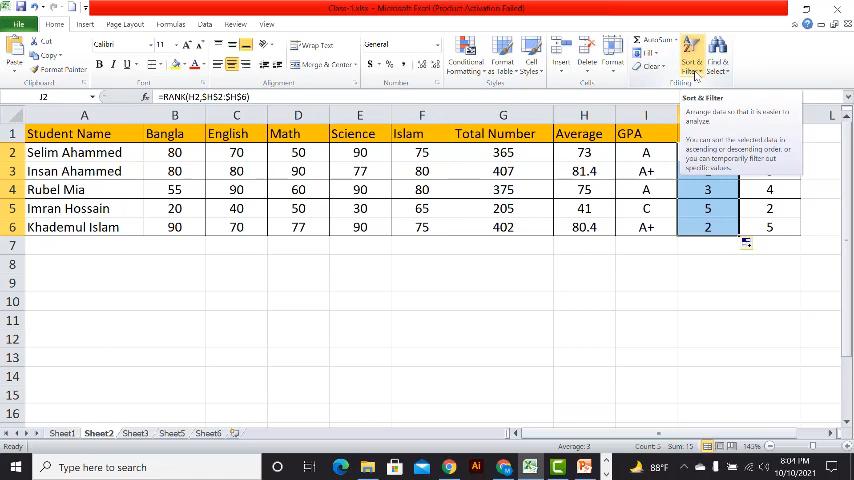 Class-1.xlsx - Microsoft Excel (Product Activation Failed)
File Home Insert Page Layout Formulas Data Review View
Paste Cut Copy Format Painter Clipboard
Calibri 11 B I U Font
Wrap Text Merge & Center Alignment
General $ % , Number
Conditional Formatting Format as Table Cell Styles Styles
Insert Delete Format Cells
AutoSum Fill Clear Sort & Filter Find & Select Editing
J2 fx =RANK(H2,$H$2:$H$6)
Sort & Filter
Arrange data so that it is easier to
analyze.
You can sort the selected data in
ascending or descending order, or
you can temporarily filter out
specific values.
A B C D E F G H I L
1 Student Name Bangla English Math Science Islam Total Number Average GPA
2 Selim Ahammed 80 70 50 90 75 365 73 A
3 Insan Ahammed 80 80 90 77 80 407 81.4 A+
4 Rubel Mia 55 90 60 90 80 375 75 A 3 4
5 Imran Hossain 20 40 50 30 65 205 41 C 5 2
6 Khademul Islam 90 70 77 90 75 402 80.4 A+ 2 5
7
8
9
10
11
12
13
14
15
16
Sheet1 Sheet2 Sheet3 Sheet5 Sheet6
Ready Average: 3 Count: 5 Sum: 15 145%
Type here to search Ai 88°F 8:04 PM
10/10/2021